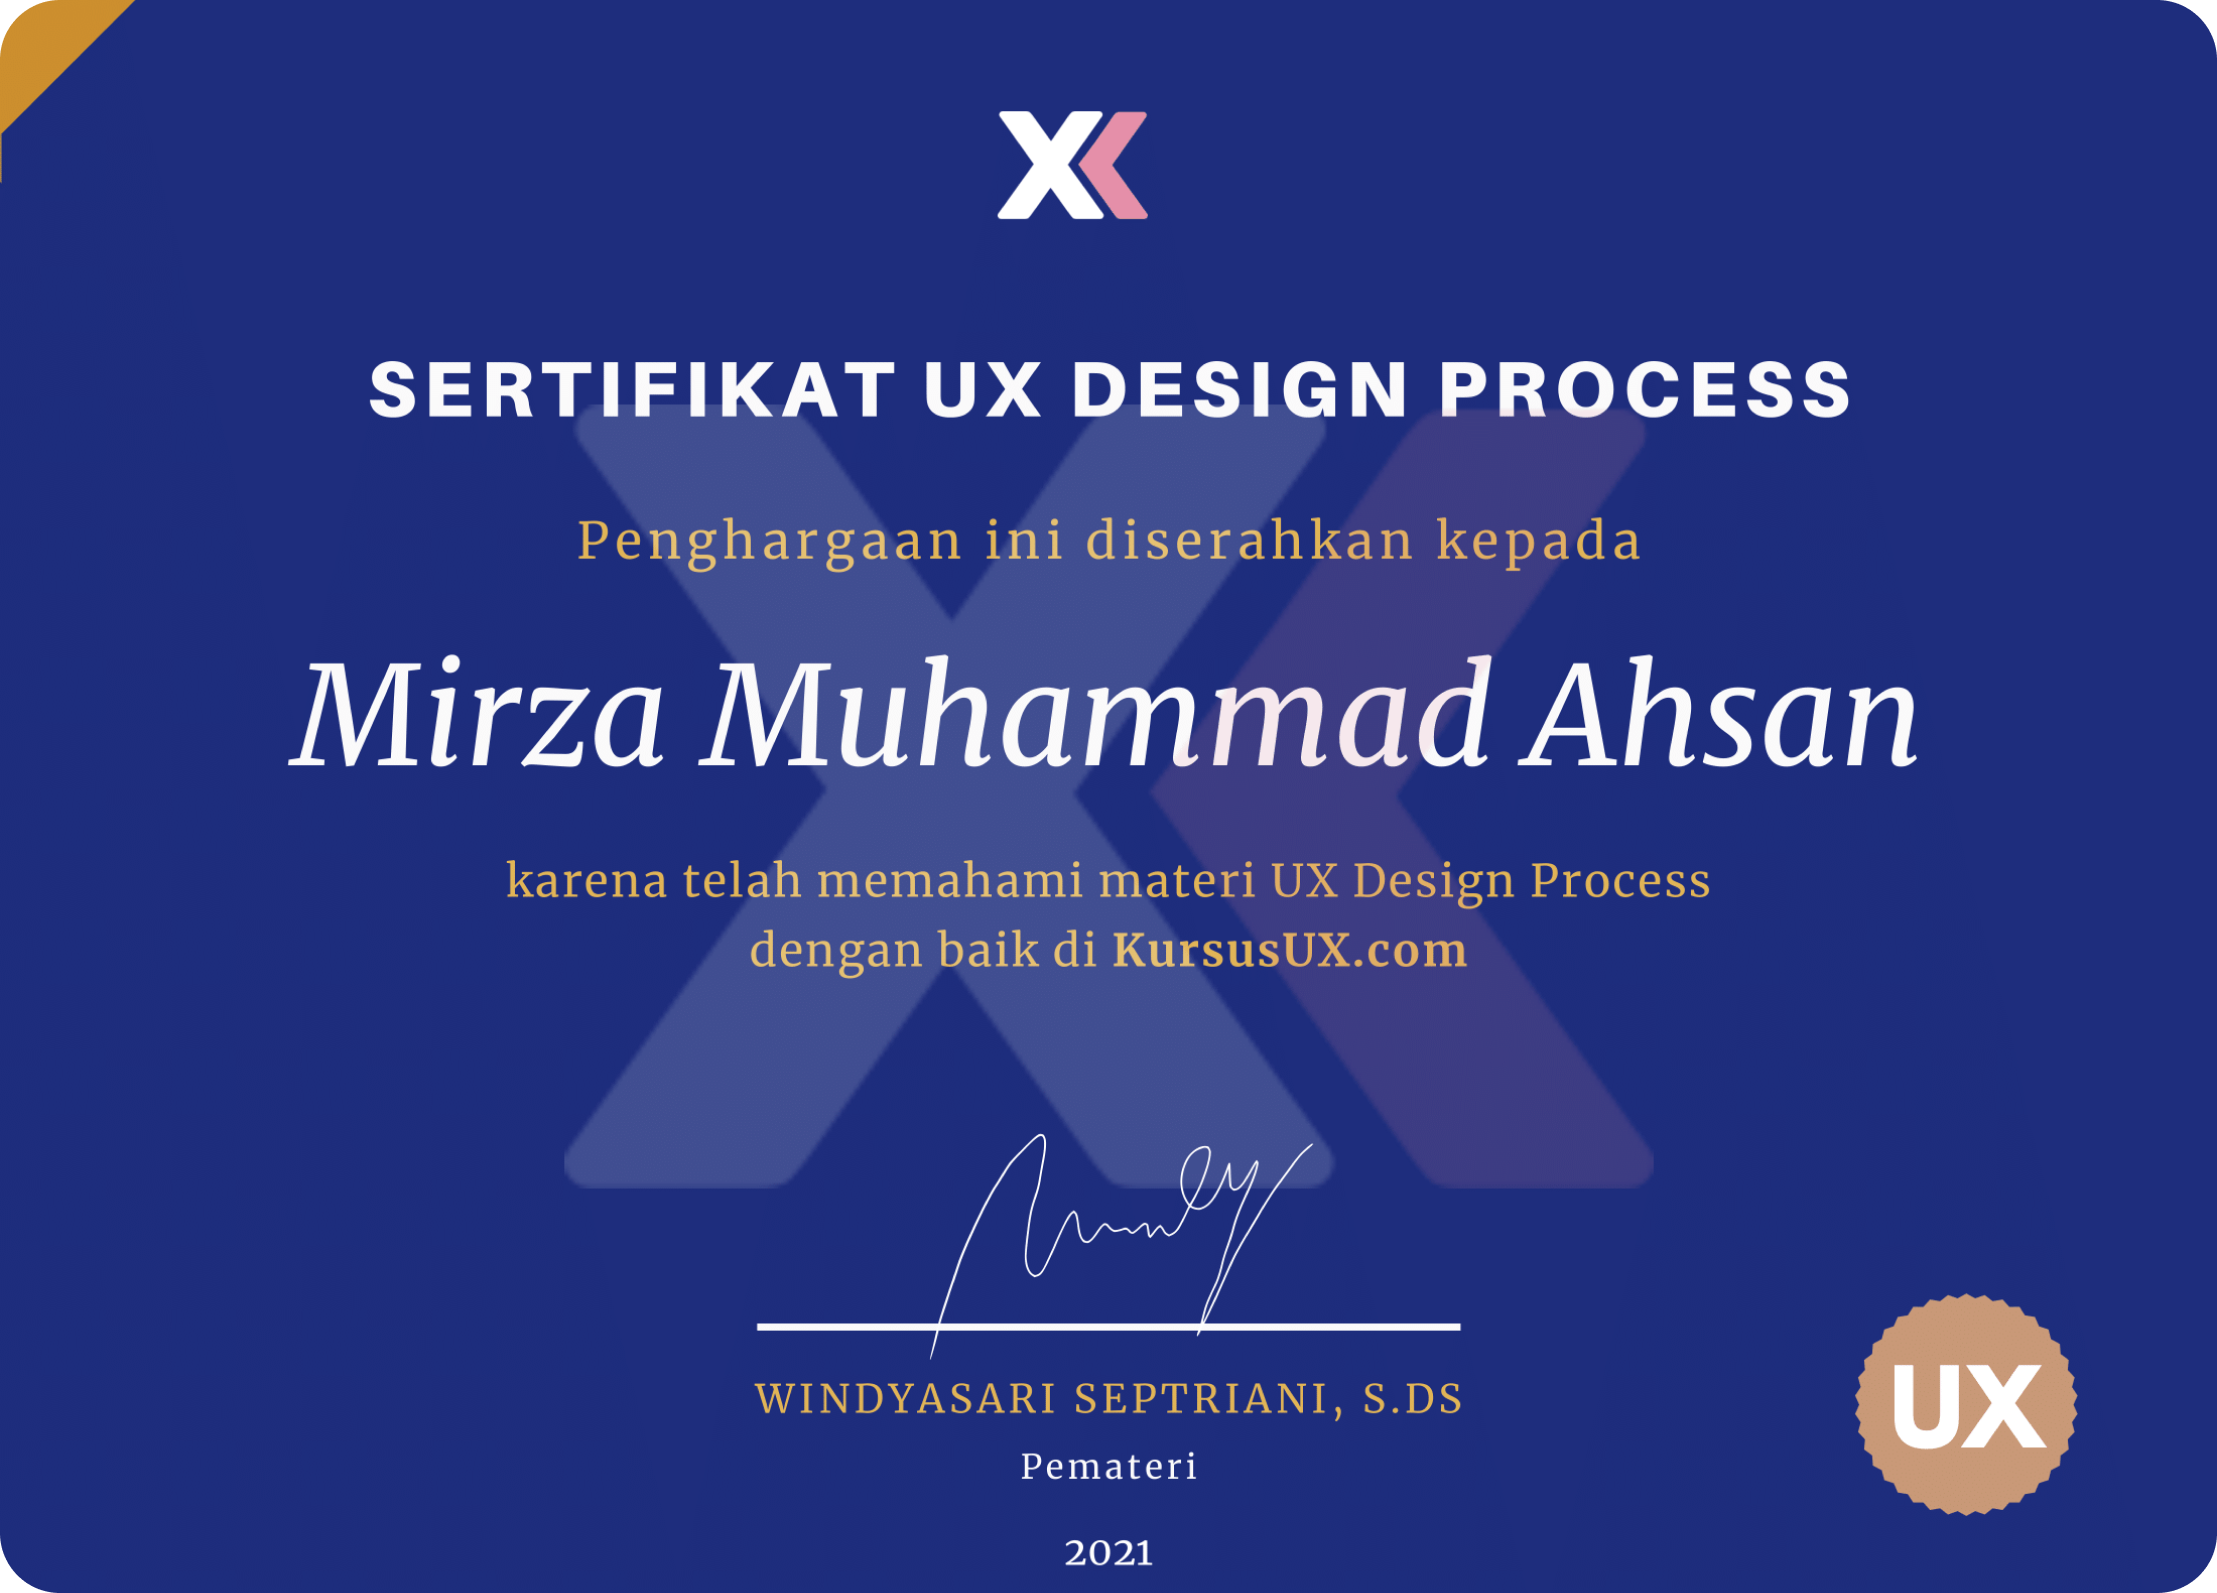 SERTIFIKAT UX DESIGN PROCESS
Penghargaan ini diserahkan kepada
Mirza Muhammad Ahsan
karena telah memahami materi UX Design Process
dengan baik di KursusUX.com
WINDYASARI SEPTRIANI, S.DS
Pemateri
UX
2021